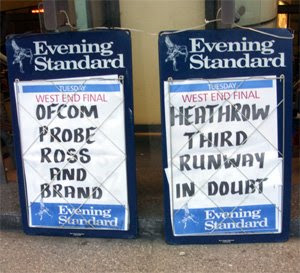 Evening
Standard
TUESDAY
WEST END FINAL
OFCOM
PROBE
ROSS
AND
BRAND
Evening Standard
Evening
Standard
TUESDAY
WEST END FINAL
HEATHROW
THIRD
RUNWAY
IN DOUBT
Evening Standard